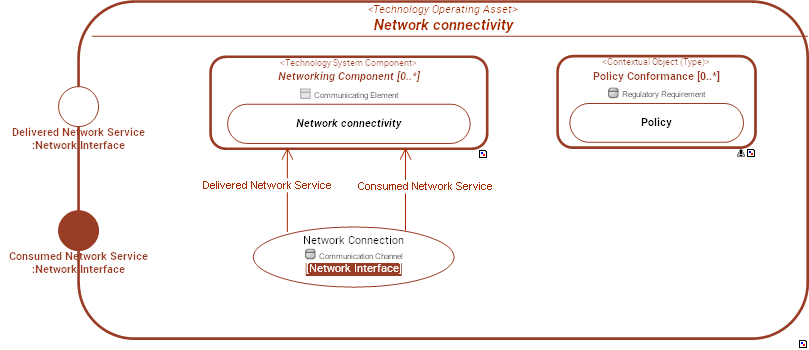 <Technology Operating Asset>
Network connectivity
<Technology System Component>
Networking Component [0..*]
Communicating Element
Network connectivity
<Contextual Object (Type)>
Policy Conformance [0..*]
Regulatory Requirement
Policy
Delivered Network Service
:Network Interface
Delivered Network Service
Consumed Network Service
Network Connection
Communication Channel
[Network Interface]
Consumed Network Service
:Network Interface